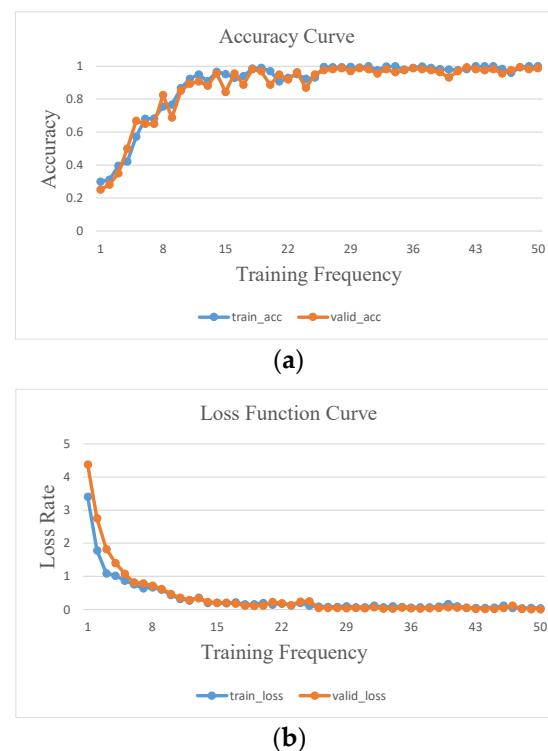 Accuracy Curve
1
0.8
0.6
0.4
0.2
0
Accuracy
1 8 15 22 29 36 43 50
Training Frequency
train_acc valid_acc
(a)
Loss Function Curve
5
4
3
2
1
0
Loss Rate
1 8 15 22 29 36 43 50
Training Frequency
train_loss valid_loss
(b)